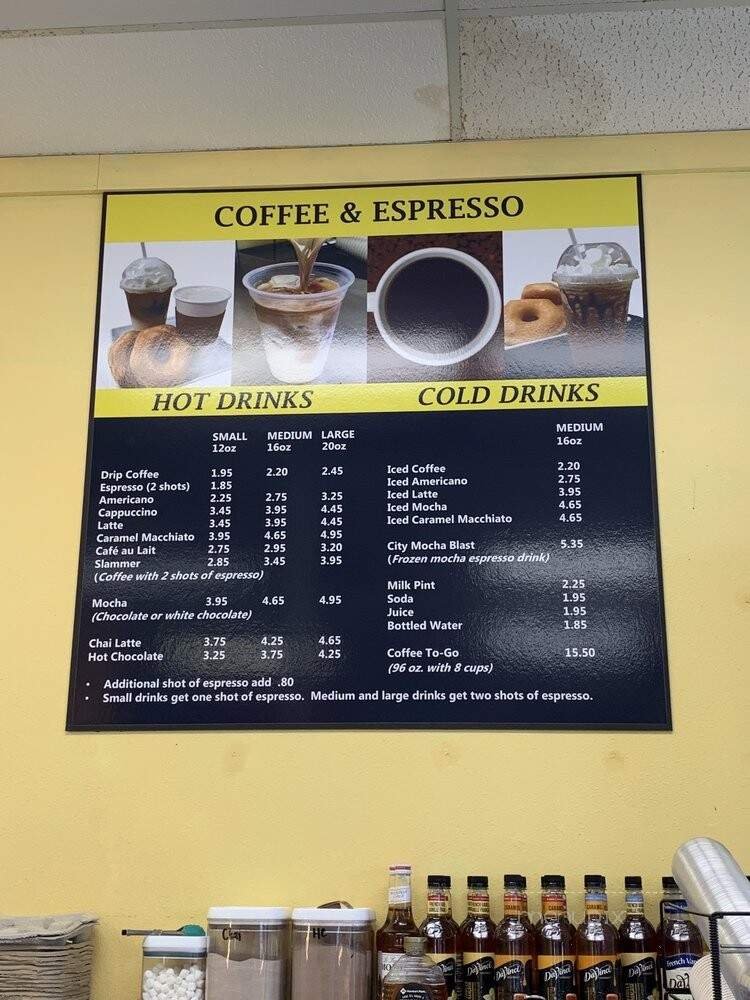 COFFEE & ESPRESSO
HOT DRINKS
SMALL MEDIUM LARGE
12oz 16oz 20oz
Drip Coffee 1.95 2.20 2.45
Espresso (2 shots) 1.85
Americano 2.25 2.75 3.25
Cappuccino 3.45 3.95 4.45
Latte 3.45 3.95 4.45
Caramel Macchiato 3.95 4.65 4.95
Café au Lait 2.75 2.95 3.20
Slammer 2.85 3.45 3.95
(Coffee with 2 shots of espresso)
Mocha 3.95 4.65 4.95
(Chocolate or white chocolate)
Chai Latte 3.75 4.25 4.65
Hot Chocolate 3.25 3.75 4.25
COLD DRINKS
MEDIUM
16oz
Iced Coffee 2.20
Iced Americano 2.75
Iced Latte 3.95
Iced Mocha 4.65
Iced Caramel Macchiato 4.65
City Mocha Blast 5.35
(Frozen mocha espresso drink)
Milk Pint 2.25
Soda 1.95
Juice 1.95
Bottled Water 1.85
Coffee To-Go 15.50
(96 oz. with 8 cups)
• Additional shot of espresso add .80
• Small drinks get one shot of espresso. Medium and large drinks get two shots of espresso.
HC
DaVinci
DaVinci
DaVinci
DaVinci
DaVinci
French Van